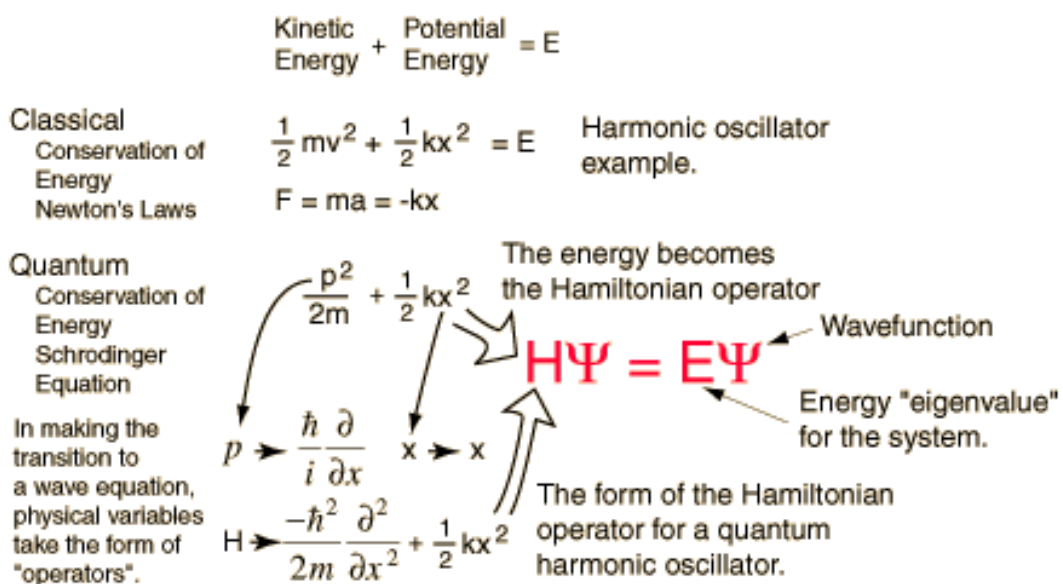 Kinetic Energy + Potential Energy = E
Classical
Conservation of
Energy
Newton's Laws
1/2 mv² + 1/2 kx² = E
F = ma = -kx
Harmonic oscillator
example.
Quantum
Conservation of
Energy
Schrodinger
Equation
p²/2m + 1/2 kx²
The energy becomes
the Hamiltonian operator
HΨ = EΨ
Wavefunction
Energy "eigenvalue"
for the system.
In making the
transition to
a wave equation,
physical variables
take the form of
"operators".
p → ħ/i ∂/∂x
x → x
H → -ħ²/2m ∂²/∂x² + 1/2 kx²
The form of the Hamiltonian
operator for a quantum
harmonic oscillator.